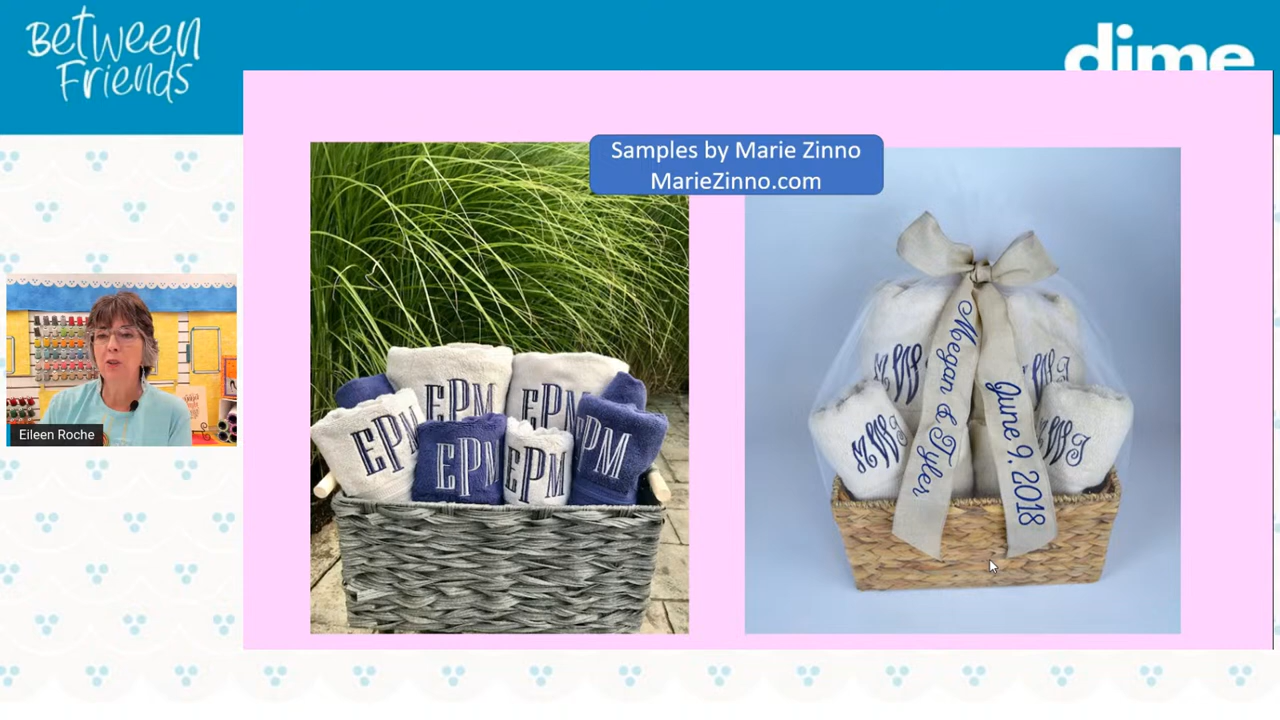 Between
Friends
dime
Samples by Marie Zinno
MarieZinno.com
EPM
EPM
EPM
EPM
EPM
EPM
Megan & Tyler
June 9, 2018
Eileen Roche